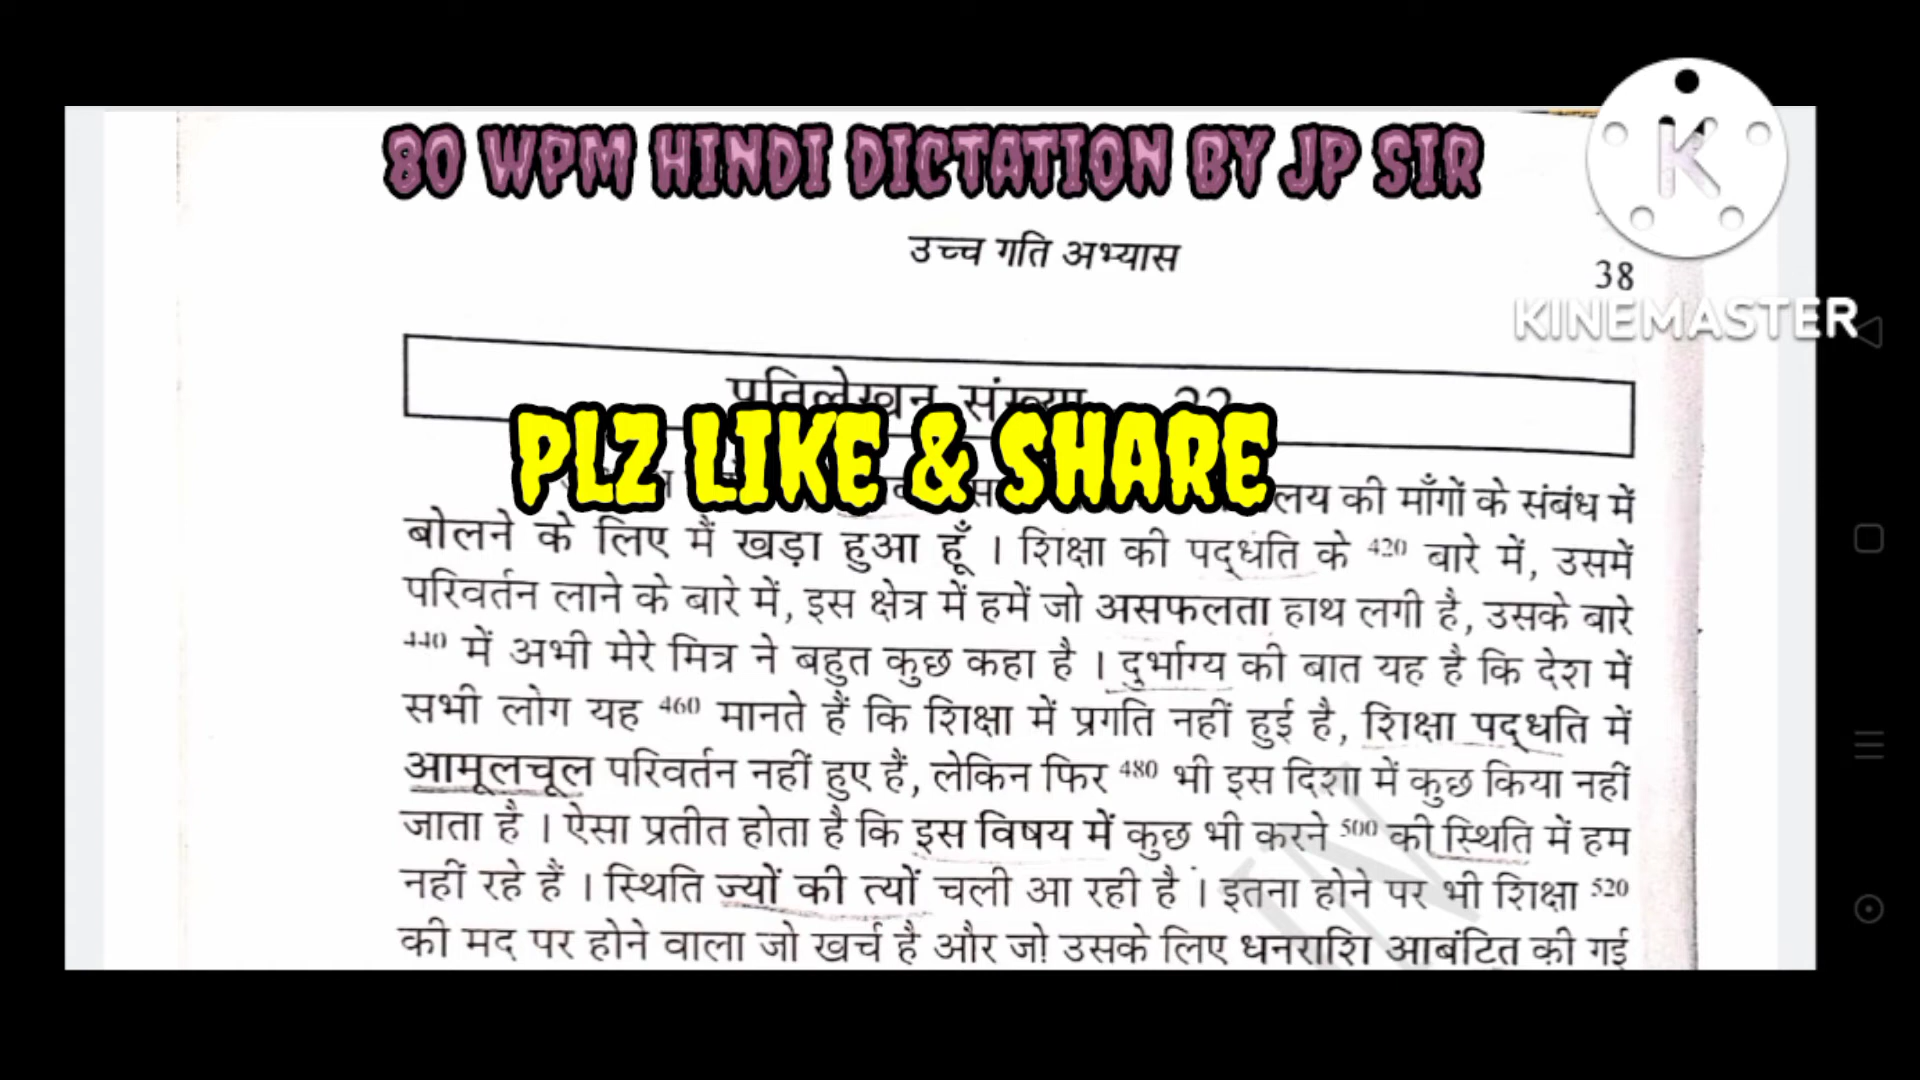 80 WPM HINDI DICTATION BY JP SIR
उच्च गति अभ्यास
38
KINEMASTER
प्रतिलेखन संख्या
PLZ LIKE & SHARE
की माँगों के संबंध में
बोलने के लिए मैं खड़ा हुआ हूँ । शिक्षा की पद्धति के 420 बारे में, उसमें
परिवर्तन लाने के बारे में, इस क्षेत्र में हमें जो असफलता हाथ लगी है, उसके बारे
440 में अभी मेरे मित्र ने बहुत कुछ कहा है । दुर्भाग्य की बात यह है कि देश में
सभी लोग यह 460 मानते हैं कि शिक्षा में प्रगति नहीं हुई है, शिक्षा पद्धति में
आमूलचूल परिवर्तन नहीं हुए हैं, लेकिन फिर 480 भी इस दिशा में कुछ किया नहीं
जाता है । ऐसा प्रतीत होता है कि इस विषय में कुछ भी करने 500 की स्थिति में हम
नहीं रहे हैं । स्थिति ज्यों की त्यों चली आ रही है । इतना होने पर भी शिक्षा 520
की मद पर होने वाला जो खर्च है और जो उसके लिए धनराशि आबंटित की गई